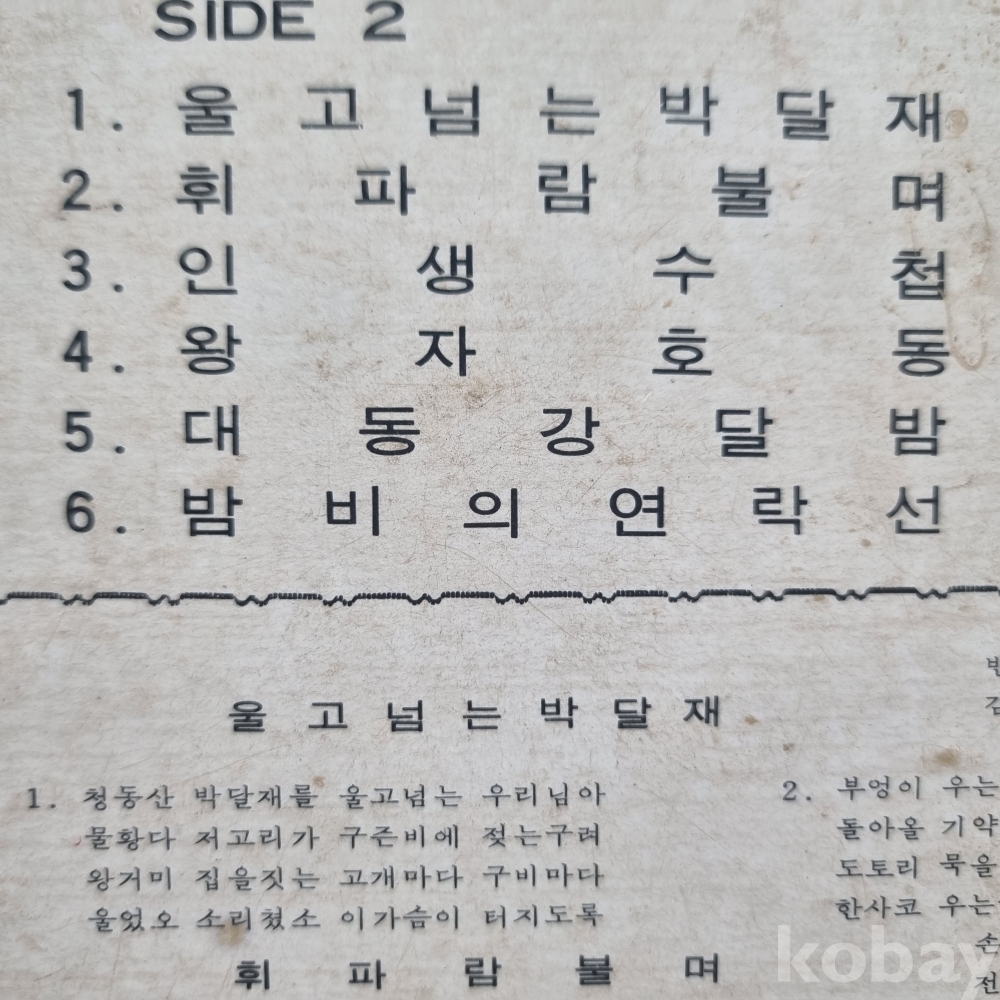 SIDE 2
1. 울고넘는박달재
2. 휘파람불며
3. 인생수첩
4. 왕자호동
5. 대동강달밤
6. 밤비의연락선
울고넘는박달재
1. 청동산 박달재를 울고넘는 우리님아
물황다 저고리가 구즌비에 젖는구려
왕거미 집을짓는 고개마다 구비마다
울었오 소리쳤소 이가슴이 터지도록
2. 부엉이 우는
돌아올 기약
도토리 묵을
한사코 우는
휘파람불며
손
전
kobay